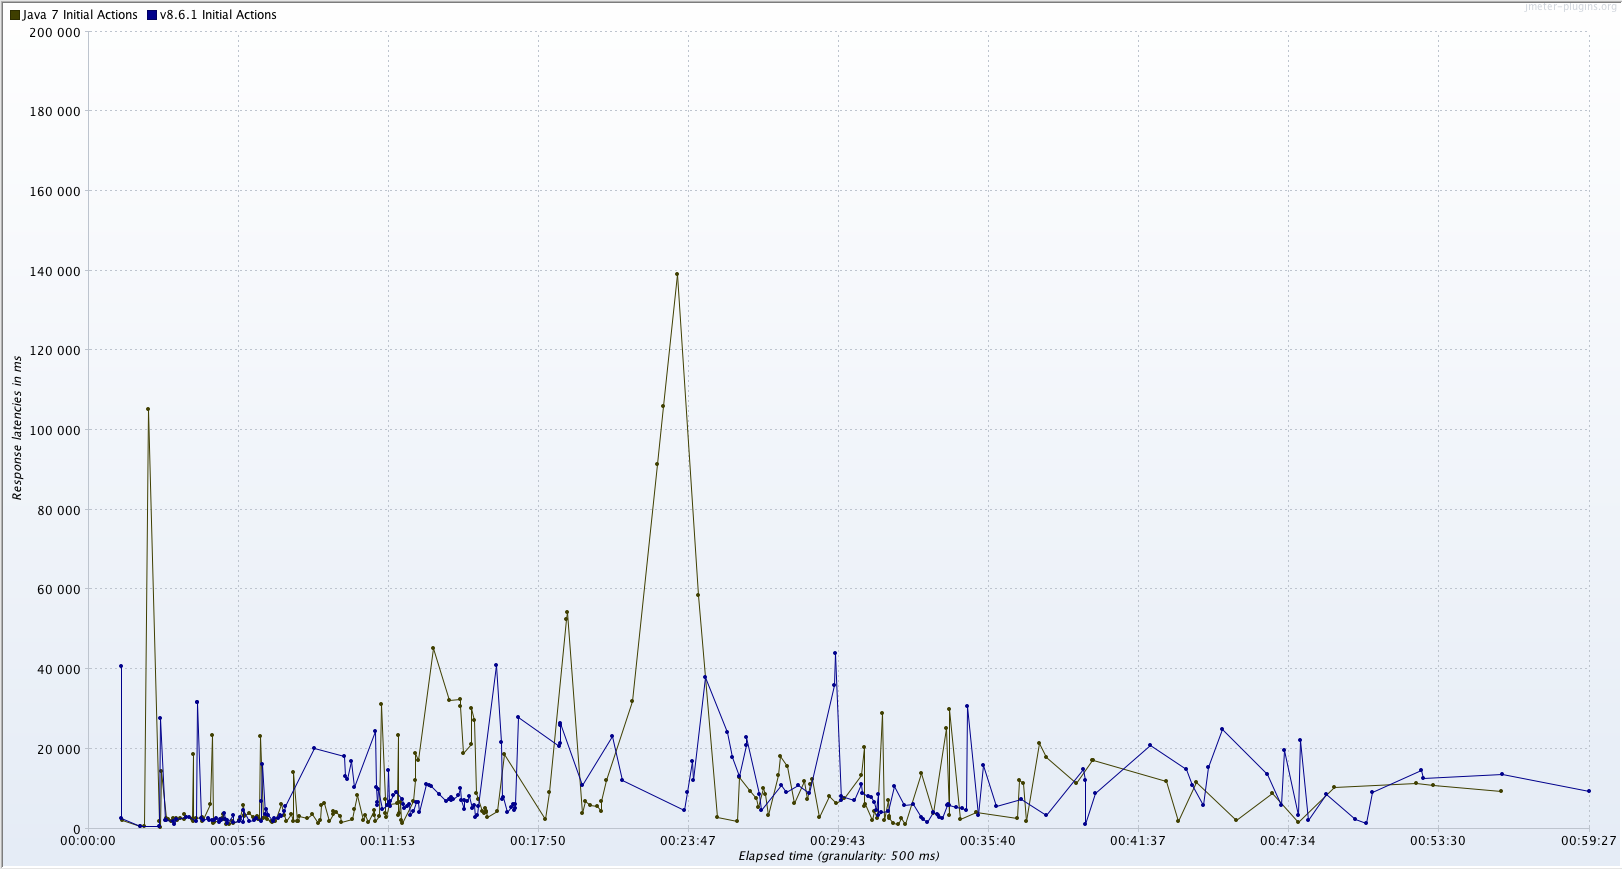 Java 7 Initial Actions v8.6.1 Initial Actions
jmeter-plugins.org
200 000
180 000
160 000
140 000
120 000
100 000
80 000
60 000
40 000
20 000
0
Response latencies in ms
00:00:00 00:05:56 00:11:53 00:17:50 00:23:47 00:29:43 00:35:40 00:41:37 00:47:34 00:53:30 00:59:27
Elapsed time (granularity: 500 ms)